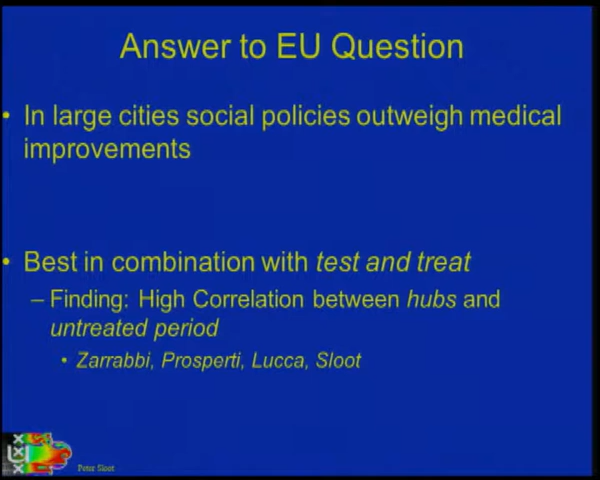 Answer to EU Question
• In large cities social policies outweigh medical
improvements
• Best in combination with test and treat
– Finding: High Correlation between hubs and
untreated period
• Zarrabbi, Prosperti, Lucca, Sloot
Peter Sloot